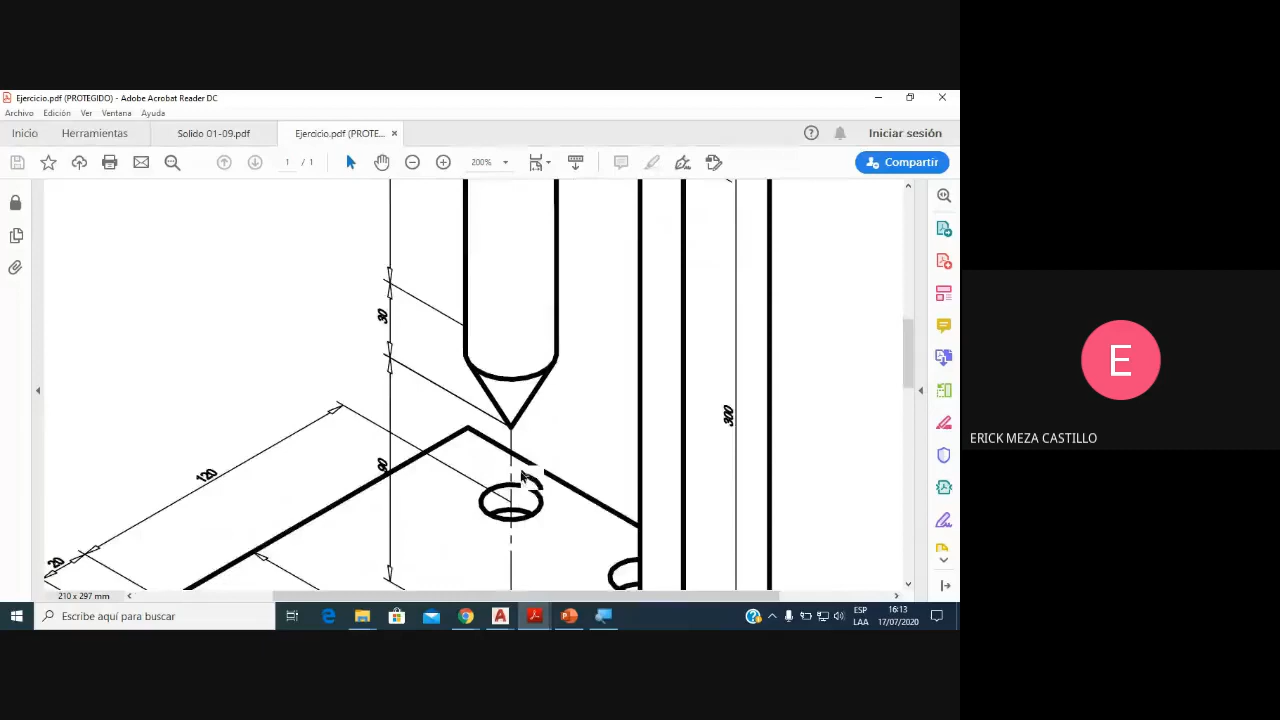 Ejercicio.pdf (PROTEGIDO) - Adobe Acrobat Reader DC
Archivo Edición Ver Ventana Ayuda
Inicio Herramientas Solido 01-09.pdf Ejercicio.pdf (PROTE... × Iniciar sesión
1 / 1 200% Compartir
30
300
90
120
20
E
ERICK MEZA CASTILLO
210 x 297 mm
Escribe aquí para buscar
ESP 16:13
LAA 17/07/2020